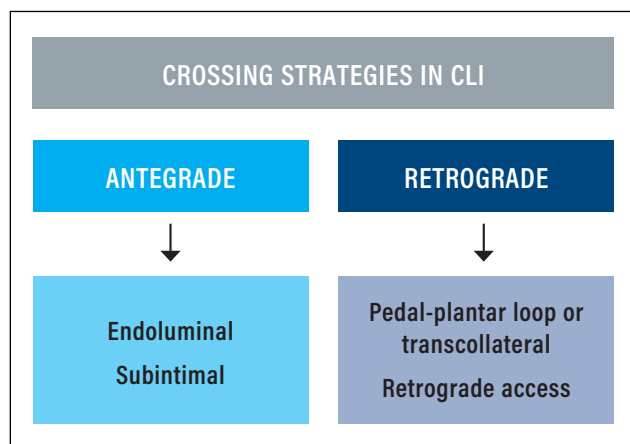 CROSSING STRATEGIES IN CLI
ANTEGRADE
Endoluminal
Subintimal
RETROGRADE
Pedal-plantar loop or
transcollateral
Retrograde access